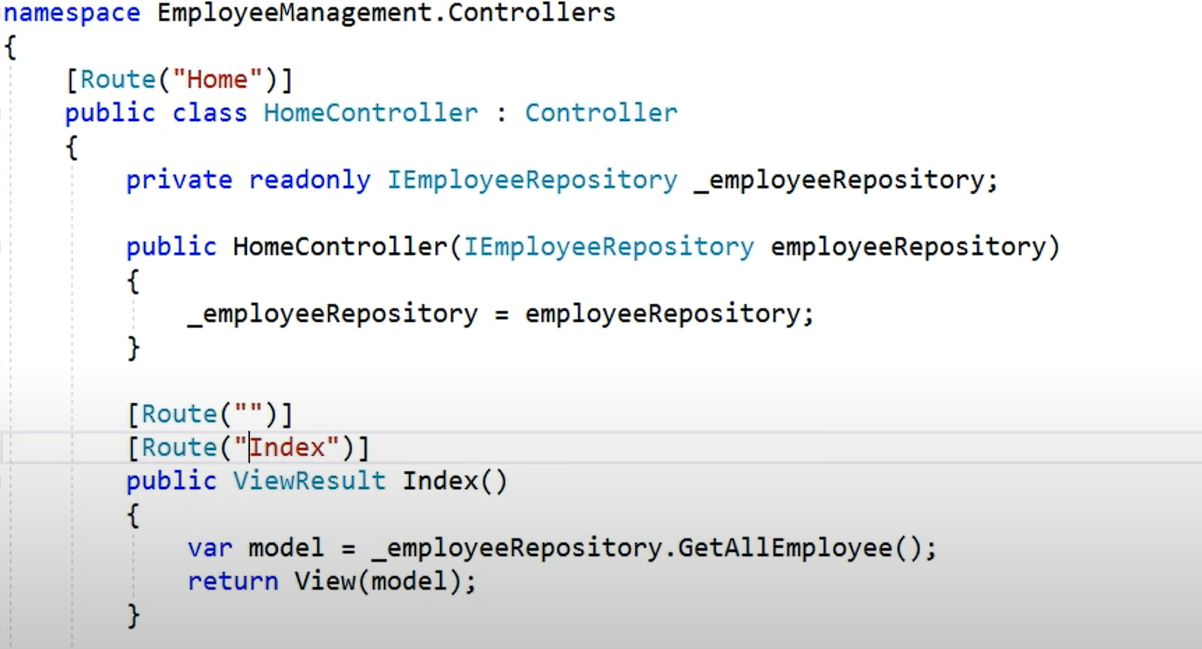 namespace EmployeeManagement.Controllers
{
[Route("Home")]
public class HomeController : Controller
{
private readonly IEmployeeRepository _employeeRepository;
public HomeController(IEmployeeRepository employeeRepository)
{
_employeeRepository = employeeRepository;
}
[Route("")]
[Route("Index")]
public ViewResult Index()
{
var model = _employeeRepository.GetAllEmployee();
return View(model);
}